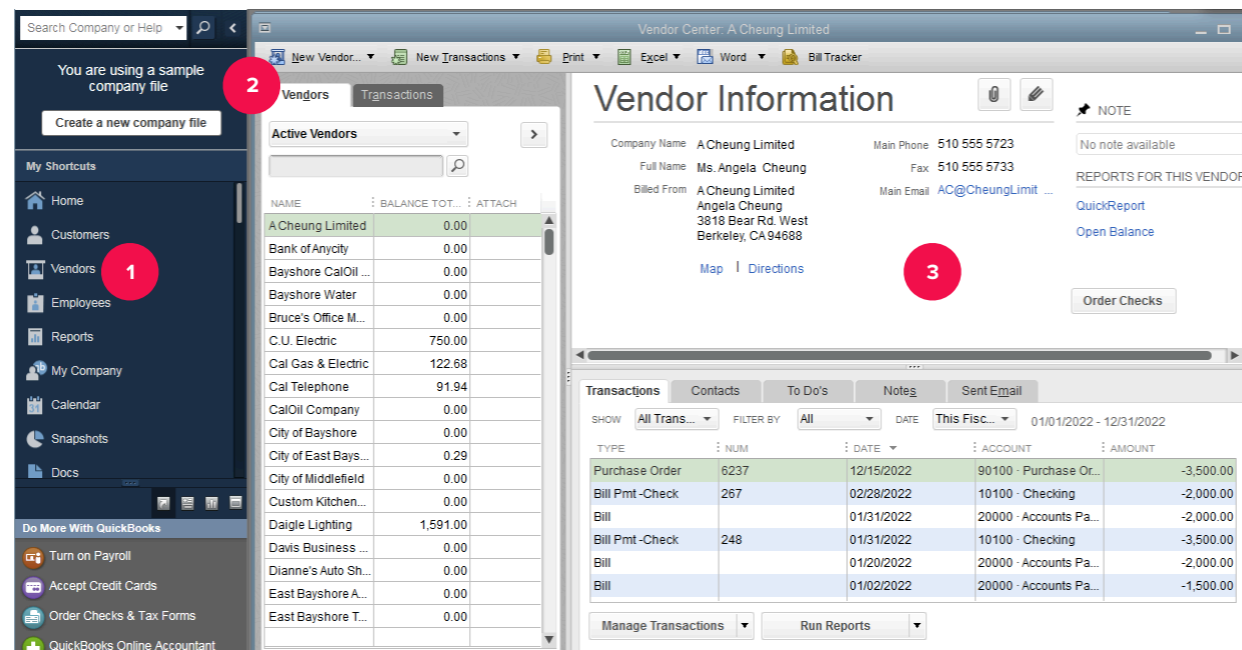 Search Company or Help
You are using a sample
company file
Create a new company file
My Shortcuts
Home
Customers
Vendors
1
Employees
Reports
My Company
Calendar
31
Snapshots
Docs
Do More With QuickBooks
Turn on Payroll
Accept Credit Cards
Order Checks & Tax Forms
QuickBooks Online Accountant
Vendor Center: A Cheung Limited
New Vendor... New Transactions Print Excel Word Bill Tracker
2
Vendors Transactions
Active Vendors
NAME BALANCE TOT... ATTACH
A Cheung Limited 0.00
Bank of Anycity 0.00
Bayshore CalOil ... 0.00
Bayshore Water 0.00
Bruce's Office M... 0.00
C.U. Electric 750.00
Cal Gas & Electric 122.68
Cal Telephone 91.94
CalOil Company 0.00
City of Bayshore 0.00
City of East Bays... 0.29
City of Middlefield 0.00
Custom Kitchen... 0.00
Daigle Lighting 1,591.00
Davis Business ... 0.00
Dianne's Auto Sh... 0.00
East Bayshore A... 0.00
East Bayshore T... 0.00
Vendor Information
Company Name A Cheung Limited
Full Name Ms. Angela Cheung
Billed From A Cheung Limited
Angela Cheung
3818 Bear Rd. West
Berkeley, CA 94688
Map | Directions
Main Phone 510 555 5723
Fax 510 555 5733
Main Email AC@CheungLimit ...
3
NOTE
No note available
REPORTS FOR THIS VENDOR
QuickReport
Open Balance
Order Checks
Transactions Contacts To Do's Notes Sent Email
SHOW All Trans... FILTER BY All DATE This Fisc... 01/01/2022 - 12/31/2022
TYPE NUM DATE ACCOUNT AMOUNT
Purchase Order 6237 12/15/2022 90100 · Purchase Or... -3,500.00
Bill Pmt -Check 267 02/28/2022 10100 · Checking -2,000.00
Bill 01/31/2022 20000 · Accounts Pa... -2,000.00
Bill Pmt -Check 248 01/31/2022 10100 · Checking -3,500.00
Bill 01/20/2022 20000 · Accounts Pa... -2,000.00
Bill 01/02/2022 20000 · Accounts Pa... -1,500.00
Manage Transactions Run Reports